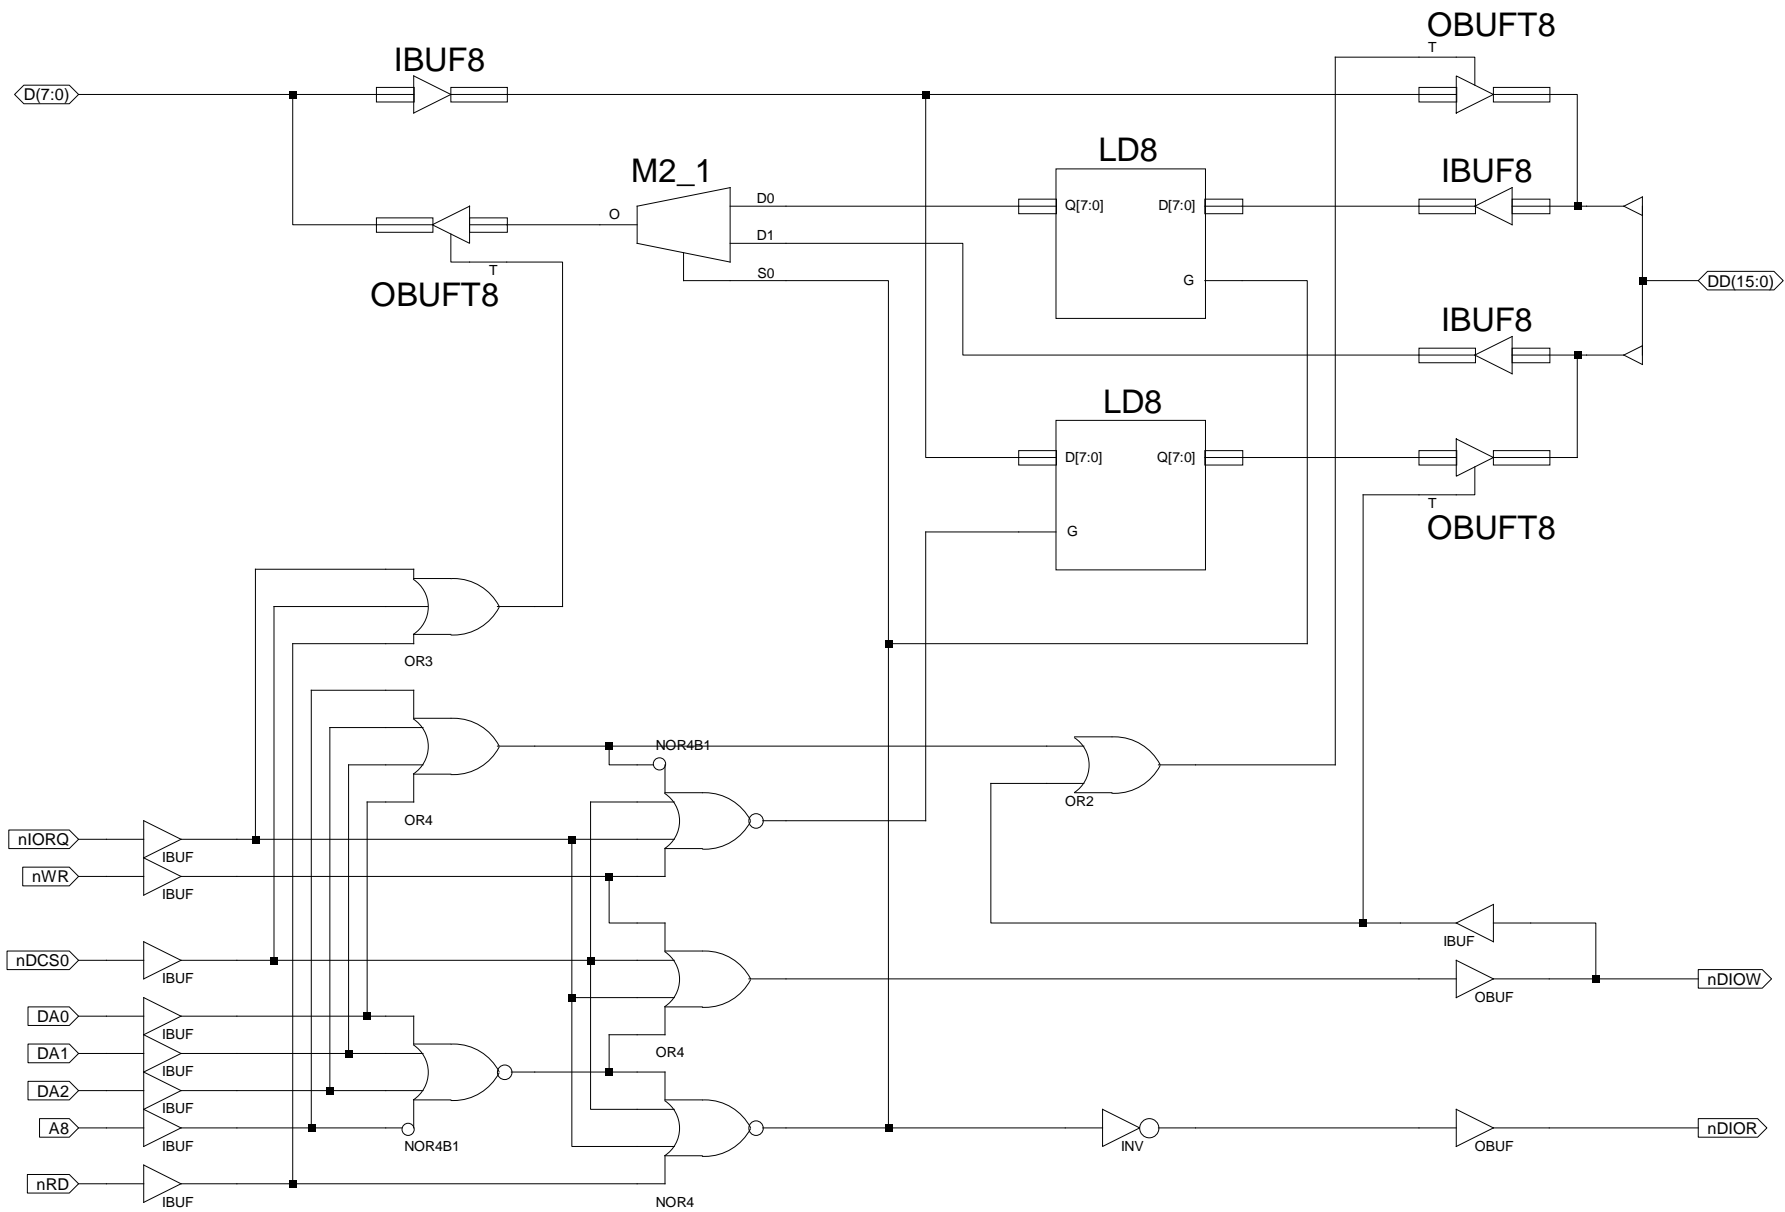 OBUFT8
T
IBUF8
D(7:0)
LD8
IBUF8
M2_1
D0
Q[7:0]
D[7:0]
O
D1
T
S0
G
DD(15:0)
OBUFT8
IBUF8
LD8
D[7:0]
Q[7:0]
T
OBUFT8
G
OR3
NOR4B1
OR2
OR4
nIORQ
IBUF
nWR
IBUF
IBUF
nDCS0
IBUF
nDIOW
OBUF
DA0
IBUF
DA1
OR4
IBUF
DA2
IBUF
A8
IBUF
NOR4B1
INV
OBUF
nDIOR
nRD
IBUF
NOR4